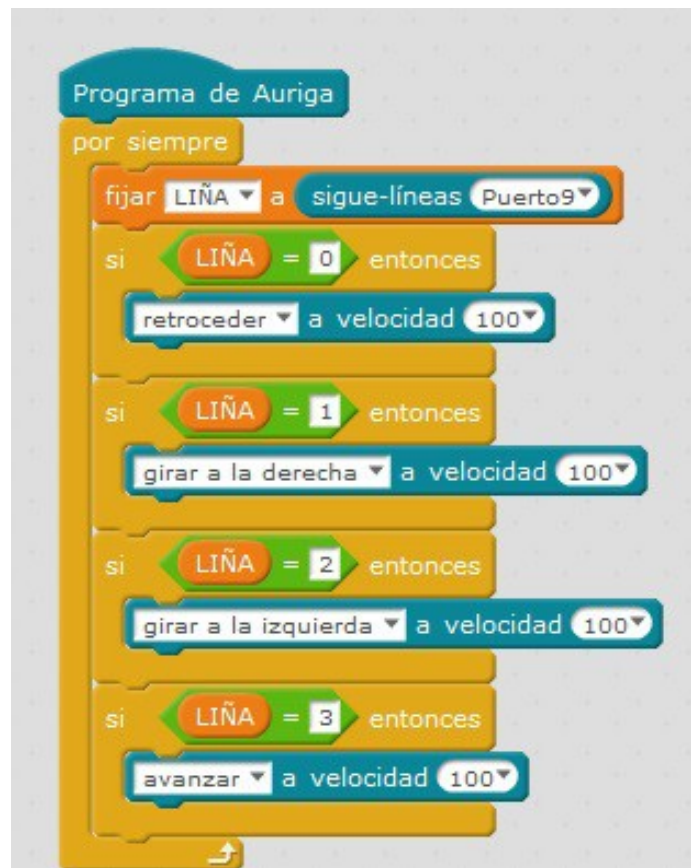 Programa de Auriga
por siempre
fijar LIÑA a sigue-líneas Puerto9
si LIÑA = 0 entonces
retroceder a velocidad 100
si LIÑA = 1 entonces
girar a la derecha a velocidad 100
si LIÑA = 2 entonces
girar a la izquierda a velocidad 100
si LIÑA = 3 entonces
avanzar a velocidad 100